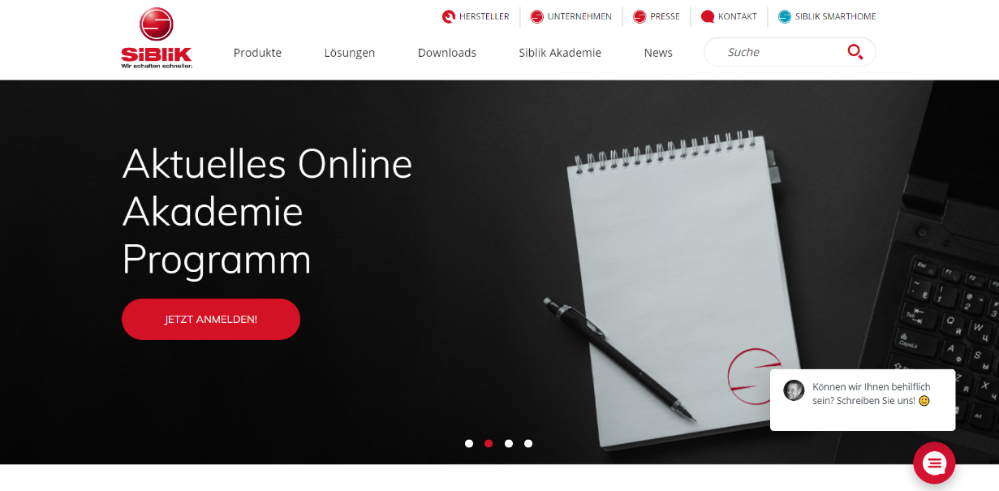 HERSTELLER
UNTERNEHMEN
PRESSE
KONTAKT
SIBLIK SMARTHOME
SiBLiK
Wir schalten schneller.
Produkte
Lösungen
Downloads
Siblik Akademie
News
Suche
Aktuelles Online
Akademie
Programm
JETZT ANMELDEN!
Können wir Ihnen behilflich
sein? Schreiben Sie uns!